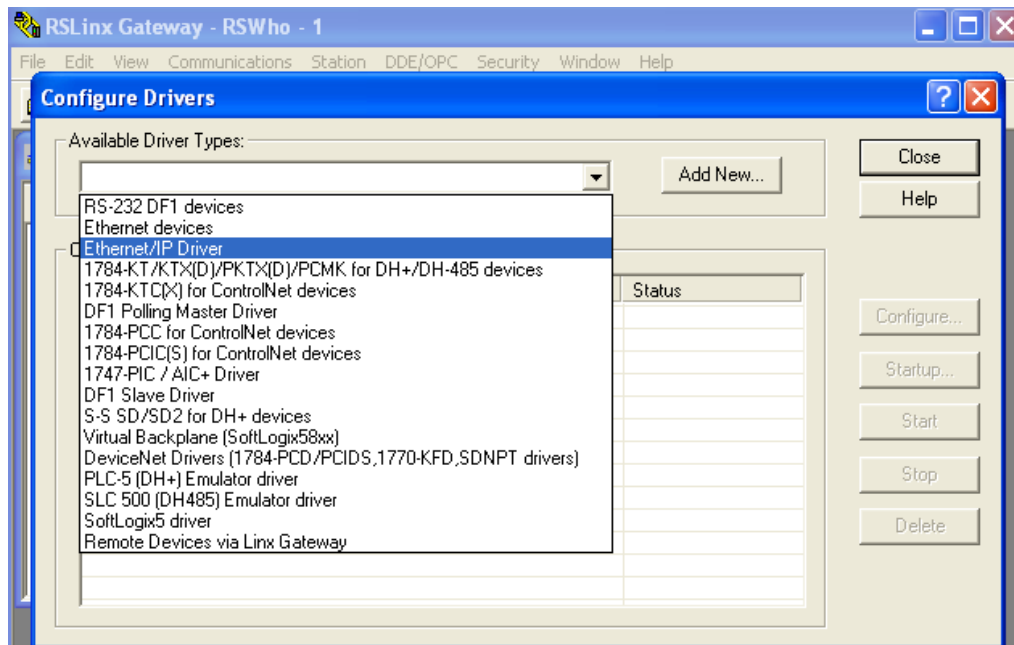 RSLinx Gateway - RSWho - 1
File Edit View Communications Station DDE/OPC Security Window Help
Configure Drivers
Available Driver Types:
Close
Add New...
Help
RS-232 DF1 devices
Ethernet devices
Ethernet/IP Driver
1784-KT/KTX(D)/PKTX(D)/PCMK for DH+/DH-485 devices
1784-KTC(X) for ControlNet devices
Status
DF1 Polling Master Driver
Configure...
1784-PCC for ControlNet devices
1784-PCIC(S) for ControlNet devices
1747-PIC / AIC+ Driver
Startup...
DF1 Slave Driver
S-S SD/SD2 for DH+ devices
Start
Virtual Backplane (SoftLogix58xx)
DeviceNet Drivers (1784-PCD/PCIDS,1770-KFD,SDNPT drivers)
PLC-5 (DH+) Emulator driver
Stop
SLC 500 (DH485) Emulator driver
SoftLogix5 driver
Delete
Remote Devices via Linx Gateway